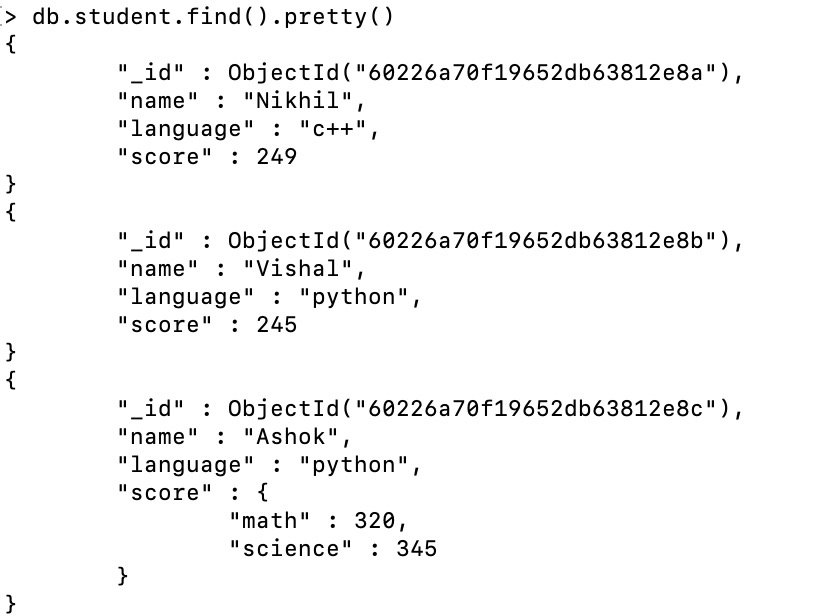 > db.student.find().pretty()
{
        "_id" : ObjectId("60226a70f19652db63812e8a"),
        "name" : "Nikhil",
        "language" : "c++",
        "score" : 249
}
{
        "_id" : ObjectId("60226a70f19652db63812e8b"),
        "name" : "Vishal",
        "language" : "python",
        "score" : 245
}
{
        "_id" : ObjectId("60226a70f19652db63812e8c"),
        "name" : "Ashok",
        "language" : "python",
        "score" : {
                "math" : 320,
                "science" : 345
        }
}